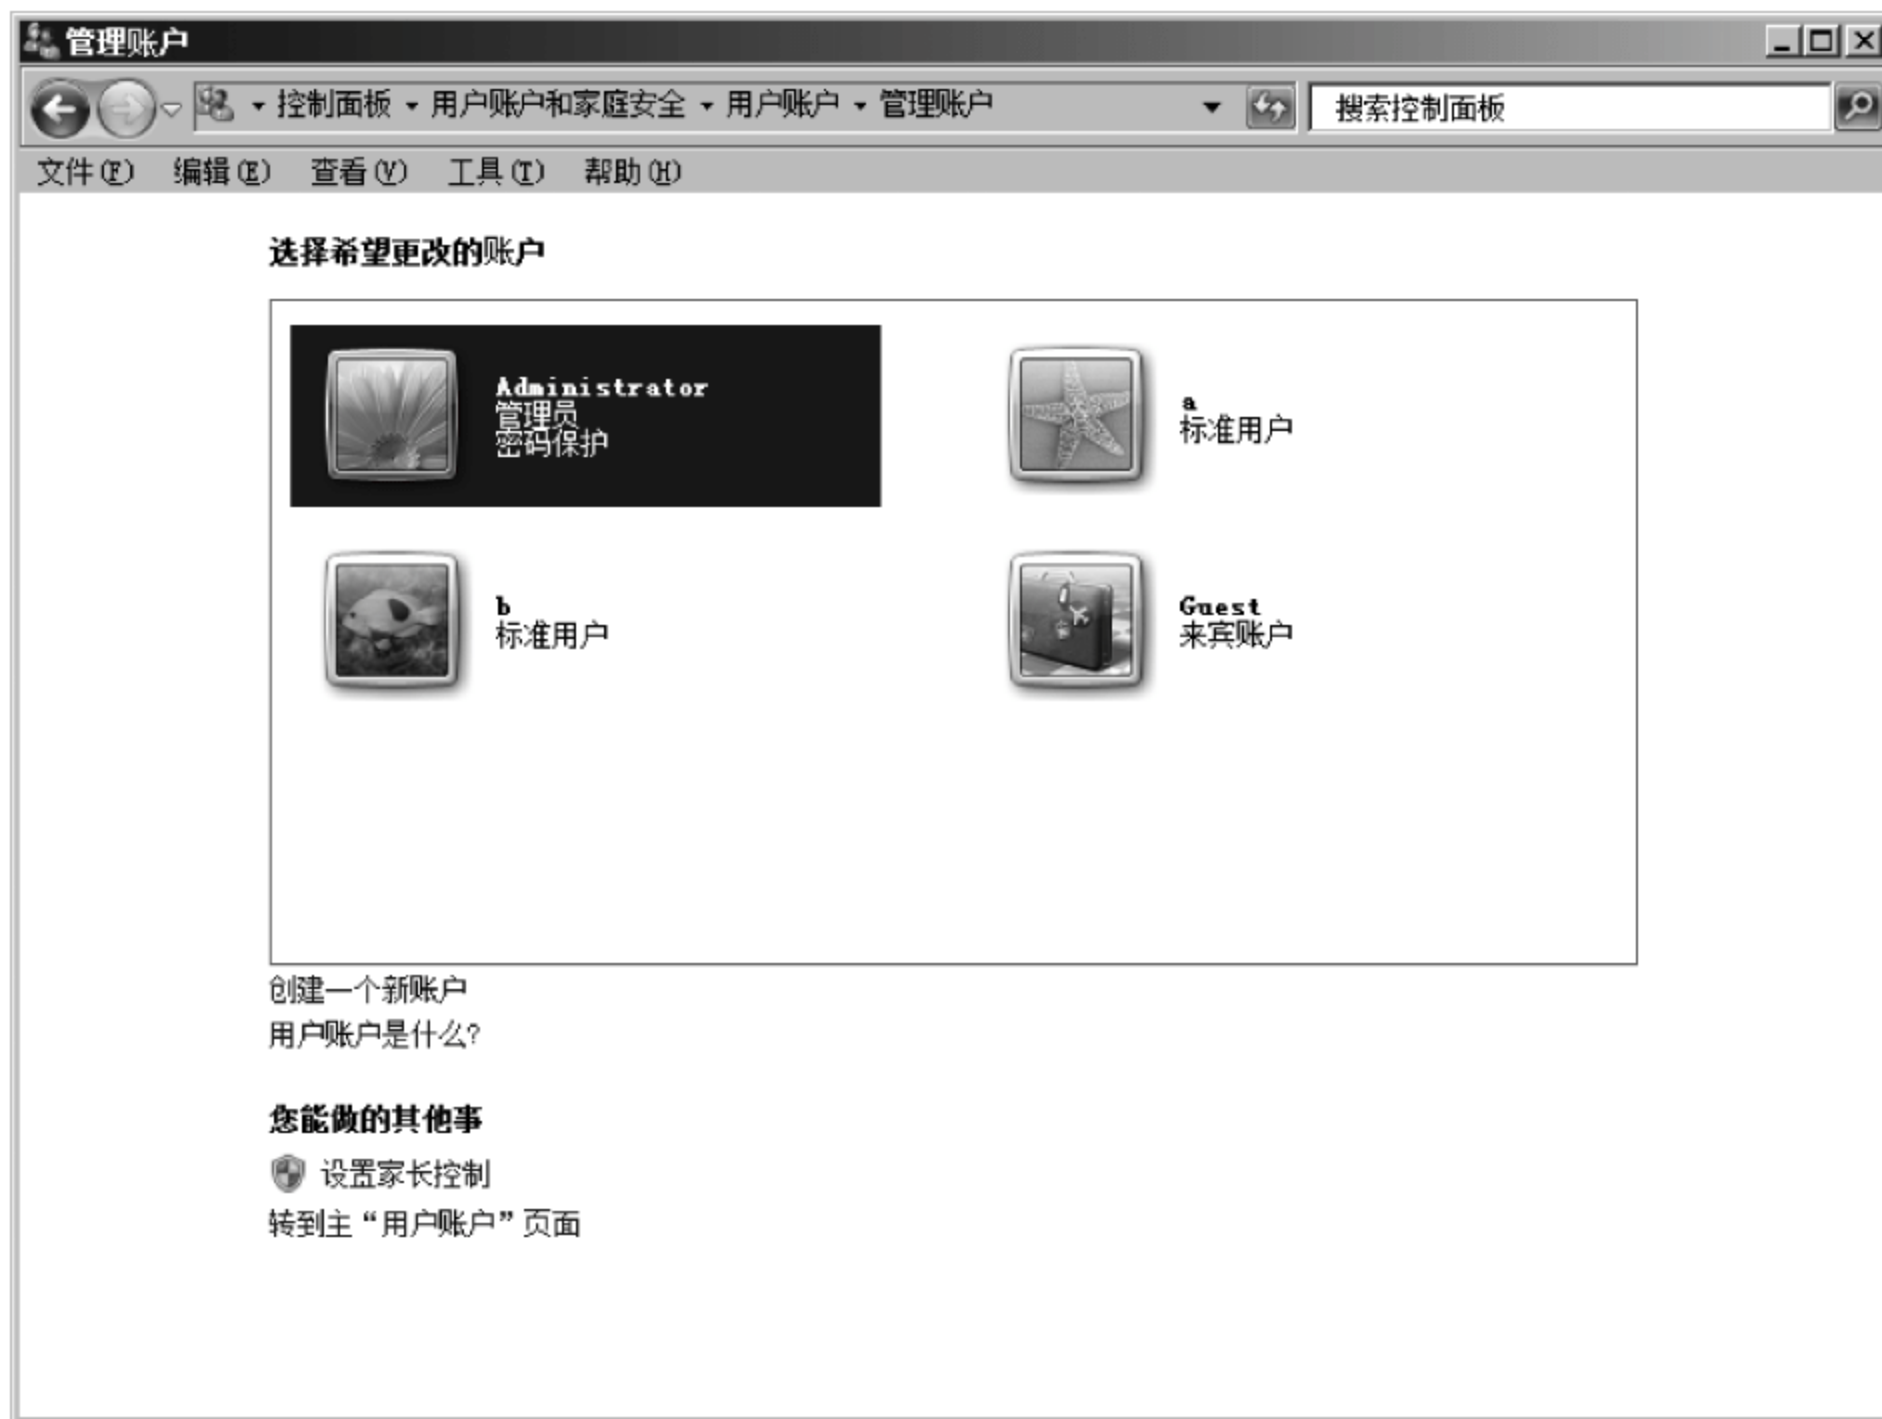 管理账户
控制面板 用户账户和家庭安全 用户账户 管理账户 搜索控制面板
文件(F) 编辑(E) 查看(V) 工具(T) 帮助(H)
选择希望更改的账户
Administrator
管理员
密码保护
a
标准用户
b
标准用户
Guest
来宾账户
创建一个新账户
用户账户是什么?
您能做的其他事
设置家长控制
转到主“用户账户”页面